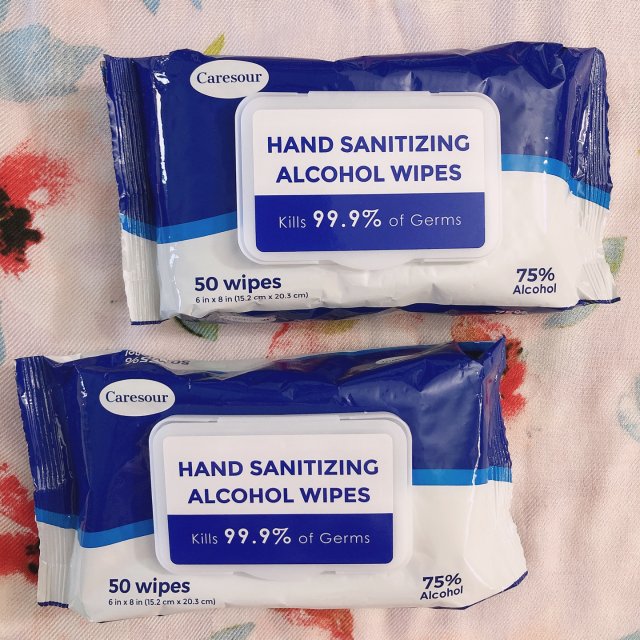 Caresour
HAND SANITIZING
ALCOHOL WIPES
Kills 99.9% of Germs
50 wipes
6 in x 8 in (15.2 cm x 20.3 cm)
75%
Alcohol
Caresour
HAND SANITIZING
ALCOHOL WIPES
Kills 99.9% of Germs
50 wipes
6 in x 8 in (15.2 cm x 20.3 cm)
75%
Alcohol